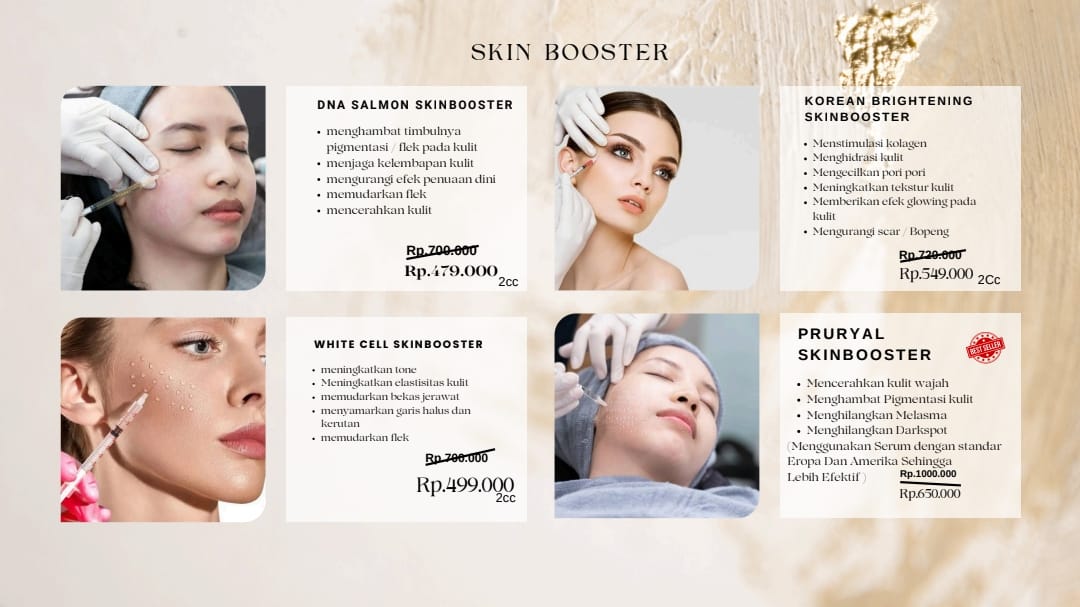 SKIN BOOSTER
DNA SALMON SKINBOOSTER
• menghambat timbulnya
pigmentasi / flek pada kulit
• menjaga kelembapan kulit
• mengurangi efek penuaan dini
• memudarkan flek
• mencerahkan kulit
Rp.700.000
Rp.479.000
2cc
KOREAN BRIGHTENING
SKINBOOSTER
• Menstimulasi kolagen
• Menghidrasi kulit
• Mengecilkan pori pori
• Meningkatkan tekstur kulit
• Memberikan efek glowing pada
kulit
• Mengurangi scar / Bopeng
Rp.729.000
Rp.549.000
2Cc
WHITE CELL SKINBOOSTER
• meningkatkan tone
• Meningkatkan elastisitas kulit
• memudarkan bekas jerawat
• menyamarkan garis halus dan
kerutan
• memudarkan flek
Rp.700.000
Rp.499.000
2cc
PRURYAL
SKINBOOSTER
BEST SELLER
• Mencerahkan kulit wajah
• Menghambat Pigmentasi kulit
• Menghilangkan Melasma
• Menghilangkan Darkspot
(Menggunakan Serum dengan standar
Eropa Dan Amerika Sehingga
Lebih Efektif )
Rp.1000.000
Rp.650.000